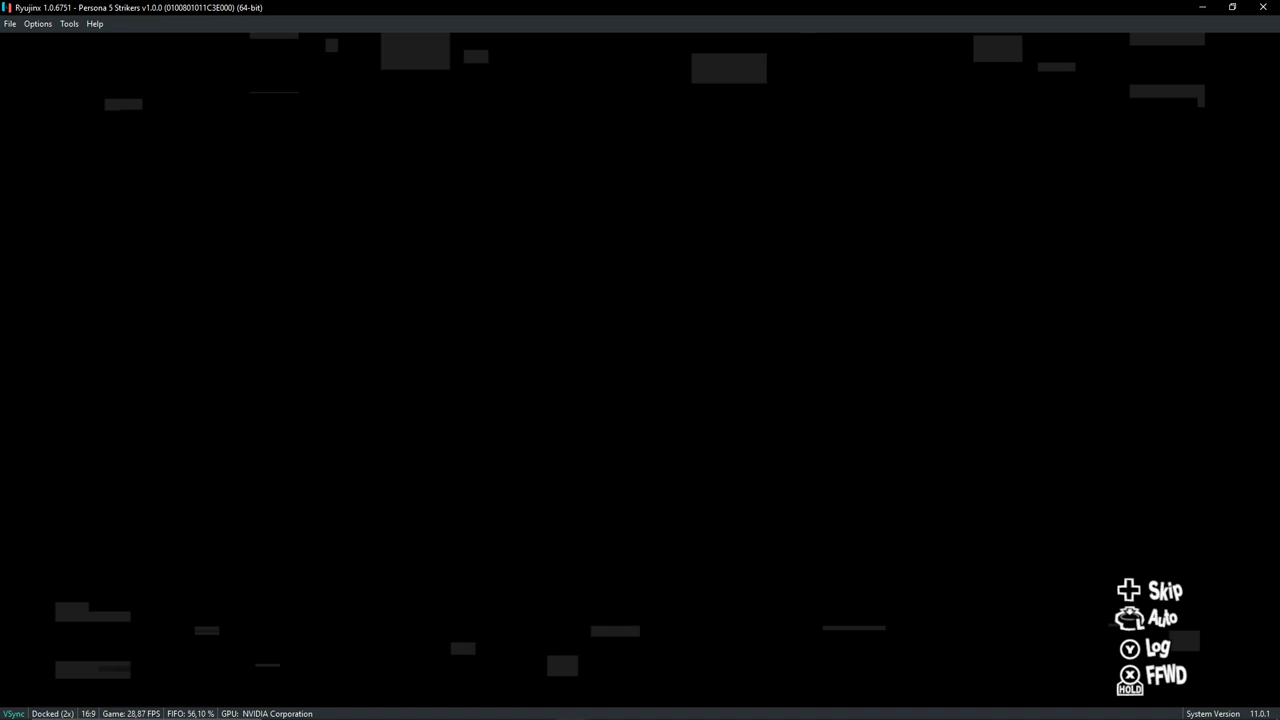 Ryujinx 1.0.6751 - Persona 5 Strikers v1.0.0 (0100801011C3E000) (64-bit)
File Options Tools Help
Skip
Auto
L
Y Log
X FFWD
HOLD
VSync Docked (2x) 16:9 Game: 28,87 FPS FIFO: 56,10 % GPU: NVIDIA Corporation System Version 11.0.1